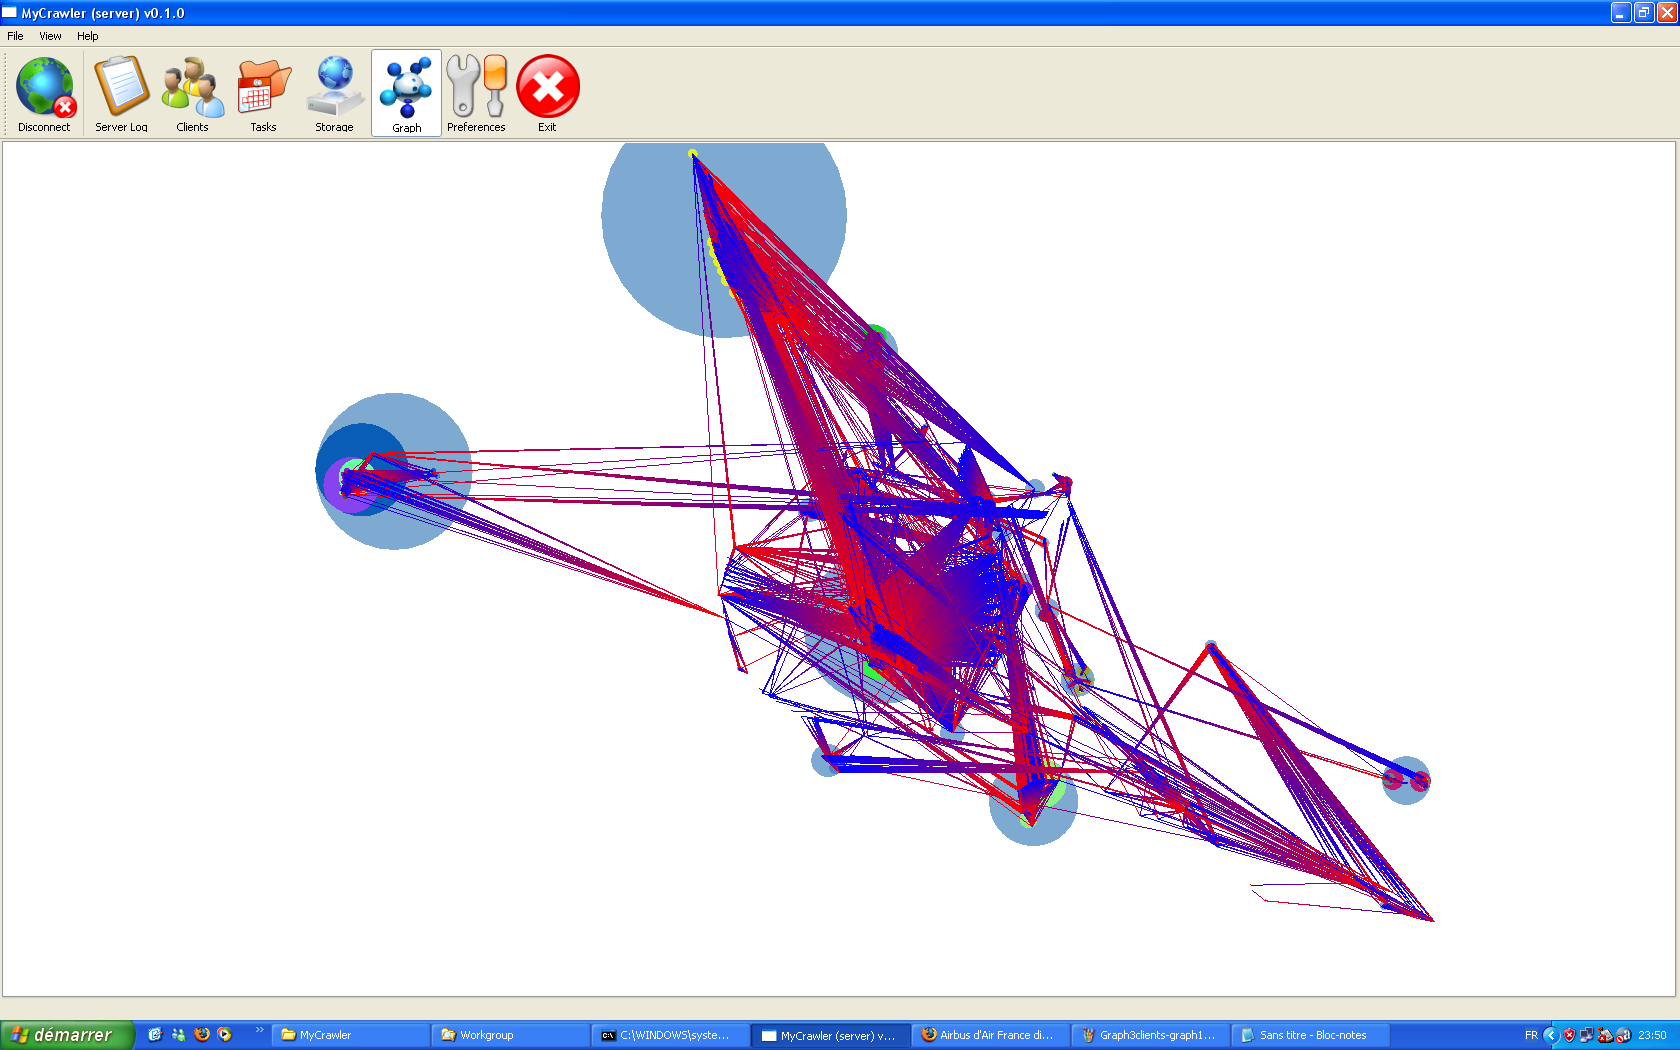 MyCrawler (server) v0.1.0
File View Help
Disconnect Server Log Clients Tasks Storage Graph Preferences Exit
démarrer » MyCrawler Workgroup C:\WINDOWS\syste... MyCrawler (server) v... Airbus d'Air France di... Graph3clients-graph1... Sans titre - Bloc-notes FR 23:50